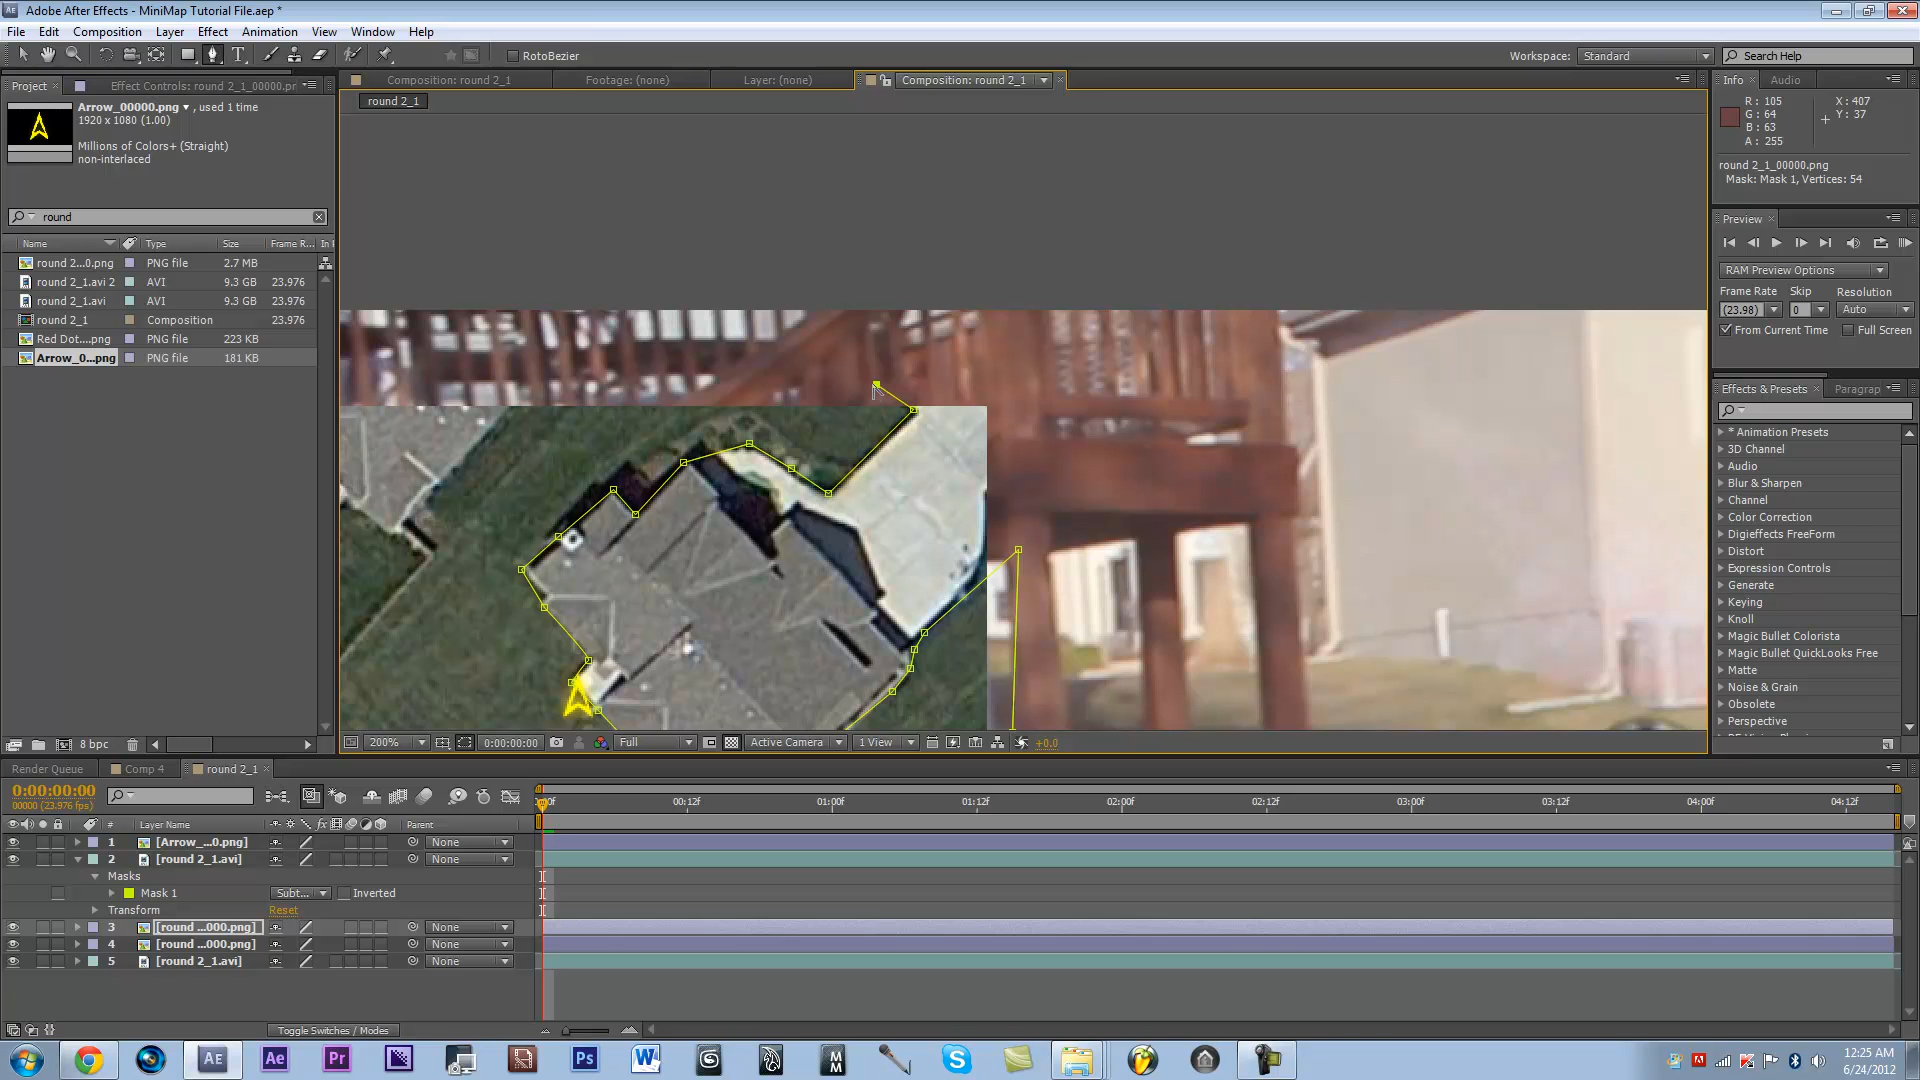 Adobe After Effects - MiniMap Tutorial File.aep *
File Edit Composition Layer Effect Animation View Window Help
RotoBezier
Workspace: Standard
Search Help
Project
Effect Controls: round 2_1_00000.pr
Composition: round 2_1
Footage: (none)
Layer: (none)
Composition: round 2_1
Info
Audio
round 2_1
Arrow_00000.png , used 1 time
1920 x 1080 (1.00)
Millions of Colors+ (Straight)
non-interlaced
R : 105
G : 64
B : 63
A : 255
X : 407
Y : 37
round 2_1_00000.png
Mask: Mask 1, Vertices: 54
round
Name Type Size Frame R... In
round 2...0.png PNG file 2.7 MB
round 2_1.avi 2 AVI 9.3 GB 23.976
round 2_1.avi AVI 9.3 GB 23.976
round 2_1 Composition 23.976
Red Dot....png PNG file 223 KB
Arrow_0...png PNG file 181 KB
8 bpc
Preview
RAM Preview Options
Frame Rate Skip Resolution
(23.98) 0 Auto
From Current Time Full Screen
Effects & Presets Paragrap
* Animation Presets
3D Channel
Audio
Blur & Sharpen
Channel
Color Correction
Digieffects FreeForm
Distort
Expression Controls
Generate
Keying
Knoll
Magic Bullet Colorista
Magic Bullet QuickLooks Free
Matte
Noise & Grain
Obsolete
Perspective
200% 0:00:00:00 Full Active Camera 1 View +0.0
Render Queue Comp 4 round 2_1
0:00:00:00
00000 (23.976 fps)
00:12f 01:00f 01:12f 02:00f 02:12f 03:00f 03:12f 04:00f 04:12f
# Layer Name fx Parent
1 [Arrow_...0.png] None
2 [round 2_1.avi] None
Masks
Mask 1 Subt... Inverted
Transform Reset
3 [round ...000.png] None
4 [round ...000.png] None
5 [round 2_1.avi] None
Toggle Switches / Modes
AE Ae Pr Ps W M M S
12:25 AM
6/24/2012